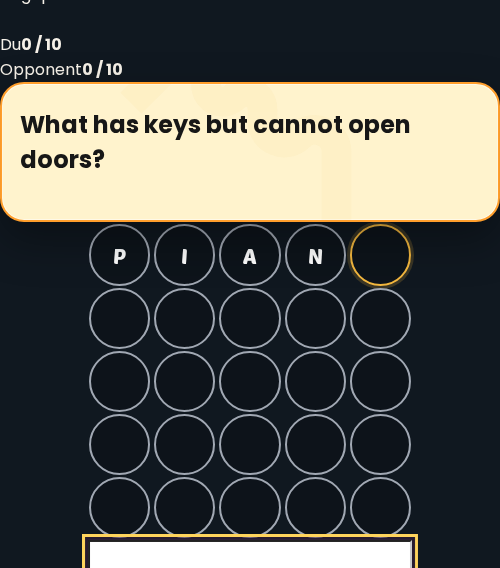 Du0 / 10
Opponent0 / 10
What has keys but cannot open
doors?
P I A N